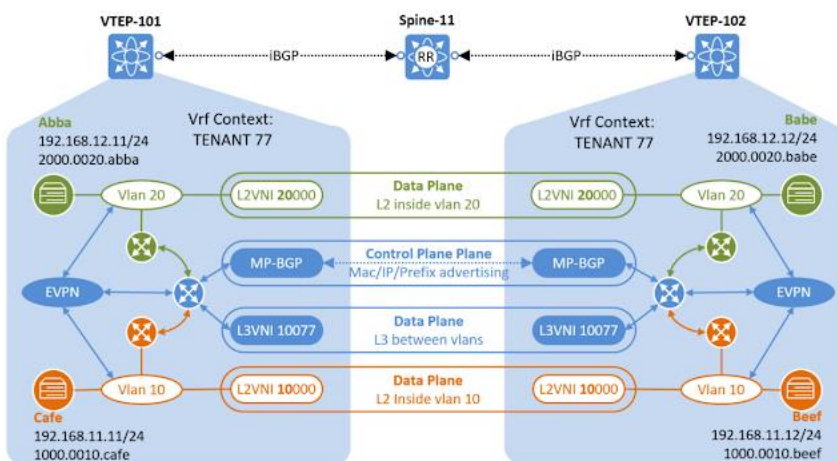 VTEP-101
Spine-11
VTEP-102
iBGP
RR
iBGP
Abba
192.168.12.11/24
2000.0020.abba
Vrf Context:
TENANT 77
Vrf Context:
TENANT 77
Babe
192.168.12.12/24
2000.0020.babe
Vlan 20
L2VNI 20000
Data Plane
L2 inside vlan 20
L2VNI 20000
Vlan 20
EVPN
MP-BGP
Control Plane Plane
Mac/IP/Prefix advertising
MP-BGP
EVPN
L3VNI 10077
Data Plane
L3 between vlans
L3VNI 10077
Vlan 10
L2VNI 10000
Data Plane
L2 Inside vlan 10
L2VNI 10000
Vlan 10
Cafe
192.168.11.11/24
1000.0010.cafe
Beef
192.168.11.12/24
1000.0010.beef